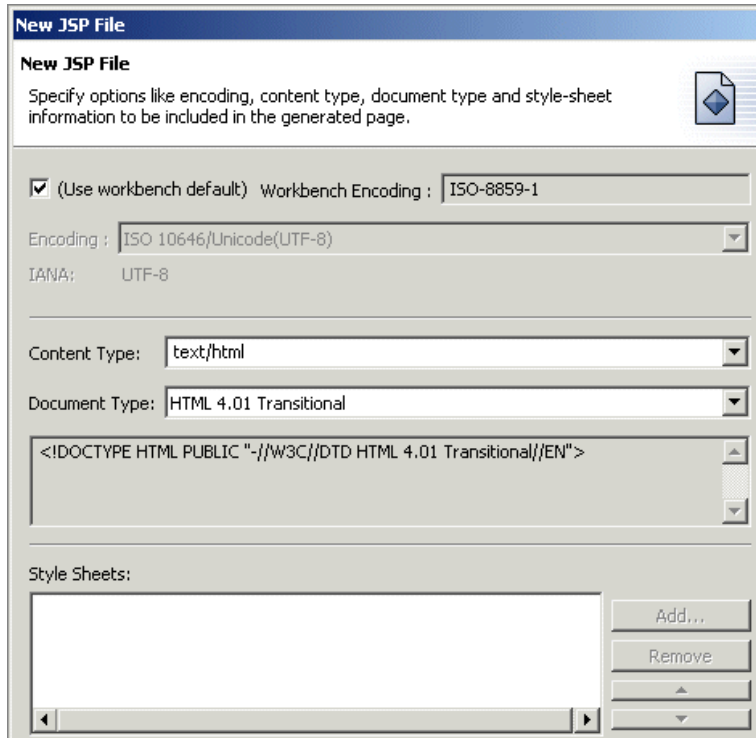 New JSP File
New JSP File
Specify options like encoding, content type, document type and style-sheet
information to be included in the generated page.
(Use workbench default) Workbench Encoding : ISO-8859-1
Encoding : ISO 10646/Unicode(UTF-8)
IANA: UTF-8
Content Type: text/html
Document Type: HTML 4.01 Transitional
<!DOCTYPE HTML PUBLIC "-//W3C//DTD HTML 4.01 Transitional//EN">
Style Sheets:
Add...
Remove